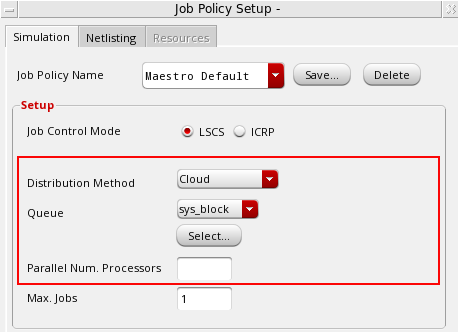 Job Policy Setup -
Simulation Netlisting Resources
Job Policy Name Maestro Default Save... Delete
Setup
Job Control Mode LSCS ICRP
Distribution Method Cloud
Queue sys_block
Select...
Parallel Num. Processors
Max. Jobs 1